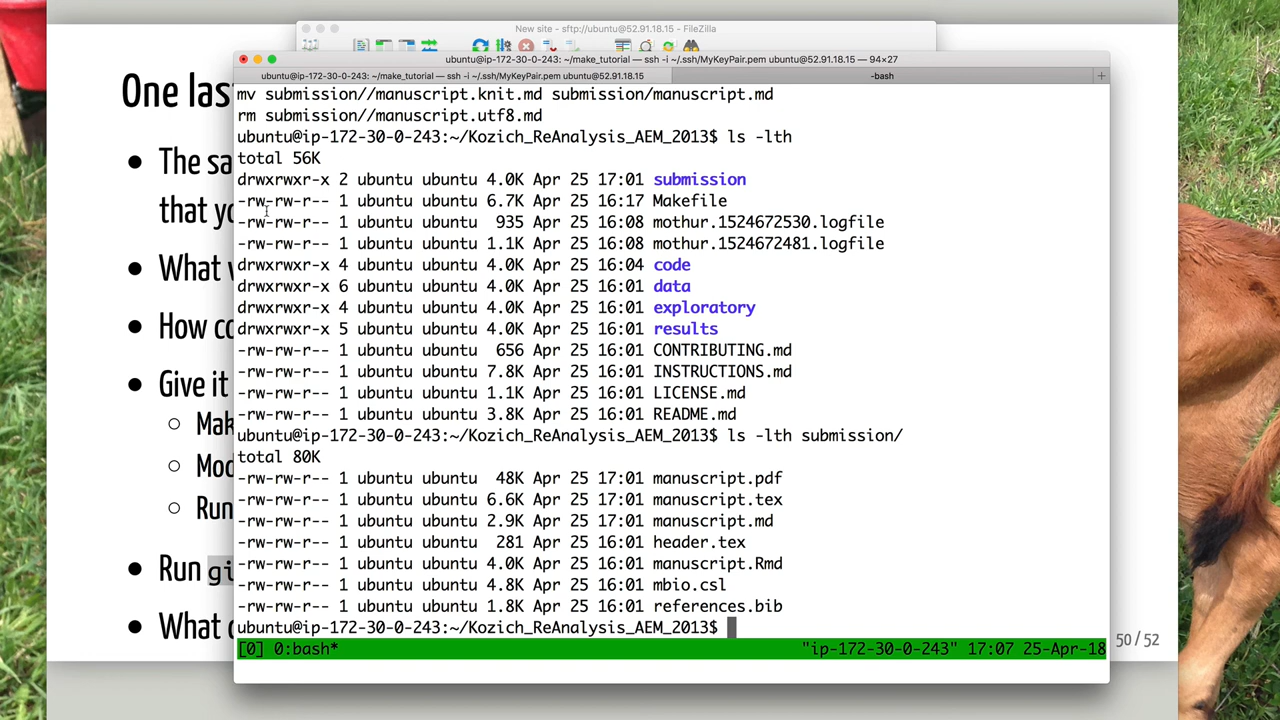 New site - sftp://ubuntu@52.91.18.15 - FileZilla
ubuntu@ip-172-30-0-243: ~/make_tutorial — ssh -i ~/.ssh/MyKeyPair.pem ubuntu@52.91.18.15 — 94×27
ubuntu@ip-172-30-0-243: ~/make_tutorial — ssh -i ~/.ssh/MyKeyPair.pem ubuntu@52.91.18.15
-bash
+
mv submission//manuscript.knit.md submission/manuscript.md
rm submission//manuscript.utf8.md
ubuntu@ip-172-30-0-243:~/Kozich_ReAnalysis_AEM_2013$ ls -lth
total 56K
drwxrwxr-x 2 ubuntu ubuntu 4.0K Apr 25 17:01 submission
-rw-rw-r-- 1 ubuntu ubuntu 6.7K Apr 25 16:17 Makefile
-rw-rw-r-- 1 ubuntu ubuntu  935 Apr 25 16:08 mothur.1524672530.logfile
-rw-rw-r-- 1 ubuntu ubuntu 1.1K Apr 25 16:08 mothur.1524672481.logfile
drwxrwxr-x 4 ubuntu ubuntu 4.0K Apr 25 16:04 code
drwxrwxr-x 6 ubuntu ubuntu 4.0K Apr 25 16:01 data
drwxrwxr-x 4 ubuntu ubuntu 4.0K Apr 25 16:01 exploratory
drwxrwxr-x 5 ubuntu ubuntu 4.0K Apr 25 16:01 results
-rw-rw-r-- 1 ubuntu ubuntu  656 Apr 25 16:01 CONTRIBUTING.md
-rw-rw-r-- 1 ubuntu ubuntu 7.8K Apr 25 16:01 INSTRUCTIONS.md
-rw-rw-r-- 1 ubuntu ubuntu 1.1K Apr 25 16:01 LICENSE.md
-rw-rw-r-- 1 ubuntu ubuntu 3.8K Apr 25 16:01 README.md
ubuntu@ip-172-30-0-243:~/Kozich_ReAnalysis_AEM_2013$ ls -lth submission/
total 80K
-rw-rw-r-- 1 ubuntu ubuntu  48K Apr 25 17:01 manuscript.pdf
-rw-rw-r-- 1 ubuntu ubuntu 6.6K Apr 25 17:01 manuscript.tex
-rw-rw-r-- 1 ubuntu ubuntu 2.9K Apr 25 17:01 manuscript.md
-rw-rw-r-- 1 ubuntu ubuntu  281 Apr 25 16:01 header.tex
-rw-rw-r-- 1 ubuntu ubuntu 4.0K Apr 25 16:01 manuscript.Rmd
-rw-rw-r-- 1 ubuntu ubuntu 4.8K Apr 25 16:01 mbio.csl
-rw-rw-r-- 1 ubuntu ubuntu 1.8K Apr 25 16:01 references.bib
ubuntu@ip-172-30-0-243:~/Kozich_ReAnalysis_AEM_2013$
[0] 0:bash* "ip-172-30-0-243" 17:07 25-Apr-18
One las
The sa
that yo
What
How co
Give it
Mak
Mod
Run
Run gi
What
50 / 52